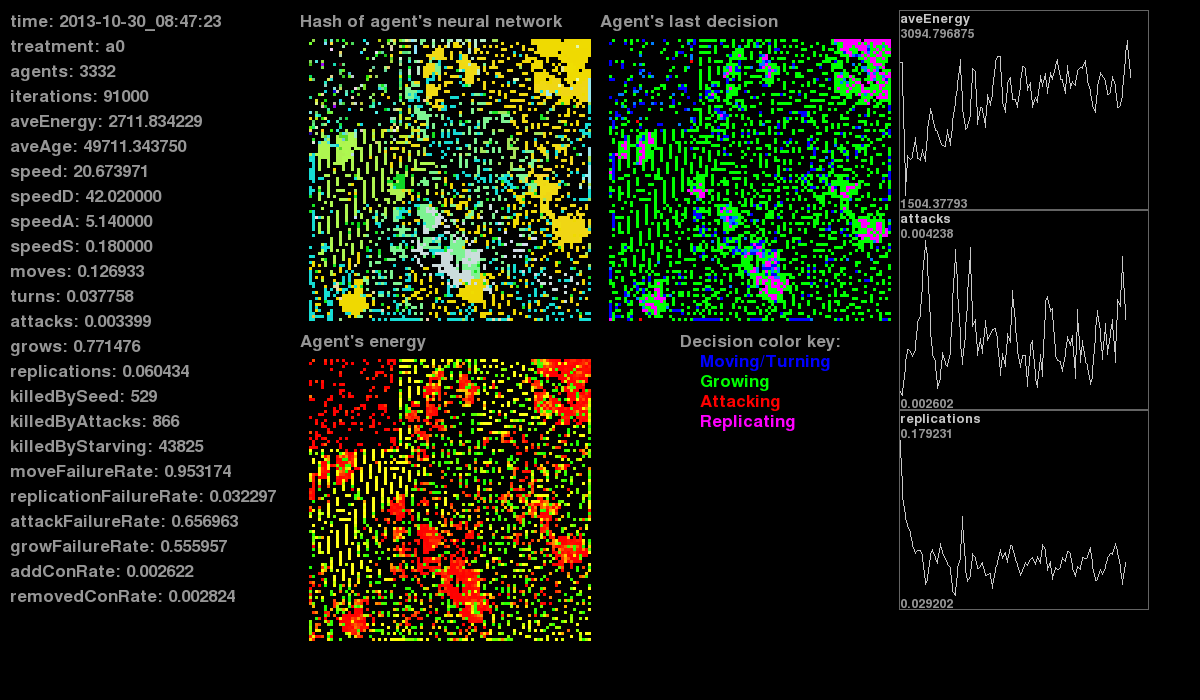 time: 2013-10-30_08:47:23
treatment: a0
agents: 3332
iterations: 91000
aveEnergy: 2711.834229
aveAge: 49711.343750
speed: 20.673971
speedD: 42.020000
speedA: 5.140000
speedS: 0.180000
moves: 0.126933
turns: 0.037758
attacks: 0.003399
grows: 0.771476
replications: 0.060434
killedBySeed: 529
killedByAttacks: 866
killedByStarving: 43825
moveFailureRate: 0.953174
replicationFailureRate: 0.032297
attackFailureRate: 0.656963
growFailureRate: 0.555957
addConRate: 0.002622
removedConRate: 0.002824
Hash of agent's neural network
Agent's last decision
Agent's energy
Decision color key:
Moving/Turning
Growing
Attacking
Replicating
aveEnergy
3094.796875
1504.37793
attacks
0.004238
0.002602
replications
0.179231
0.029202